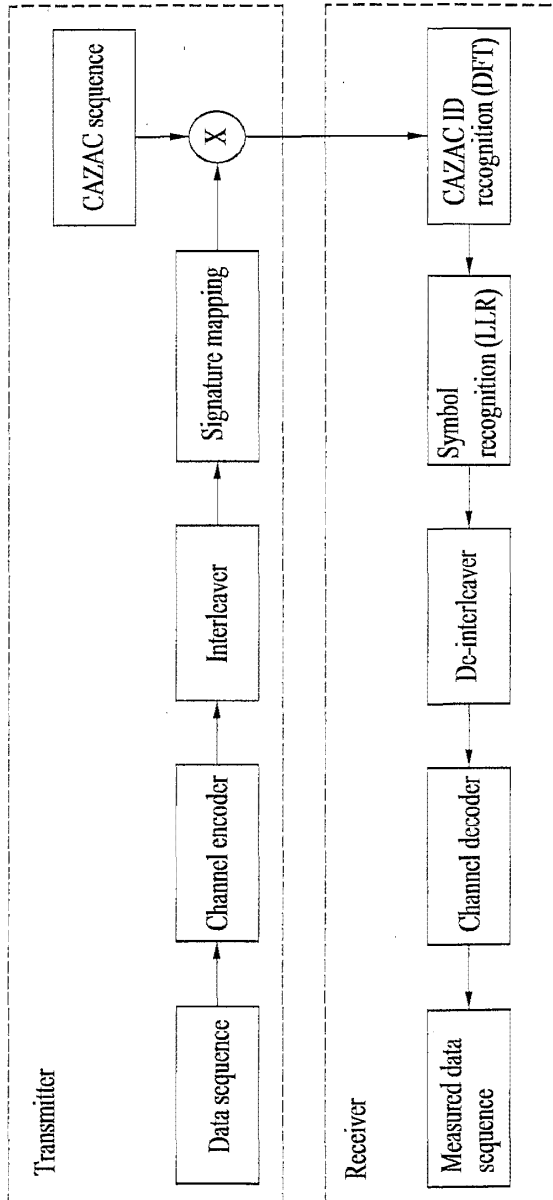 Transmitter
Data sequence
Channel encoder
Interleaver
Signature mapping
CAZAC sequence
X
Receiver
Measured data
sequence
Channel decoder
De-interleaver
Symbol
recognition (LLR)
CAZAC ID
recognition (DFT)